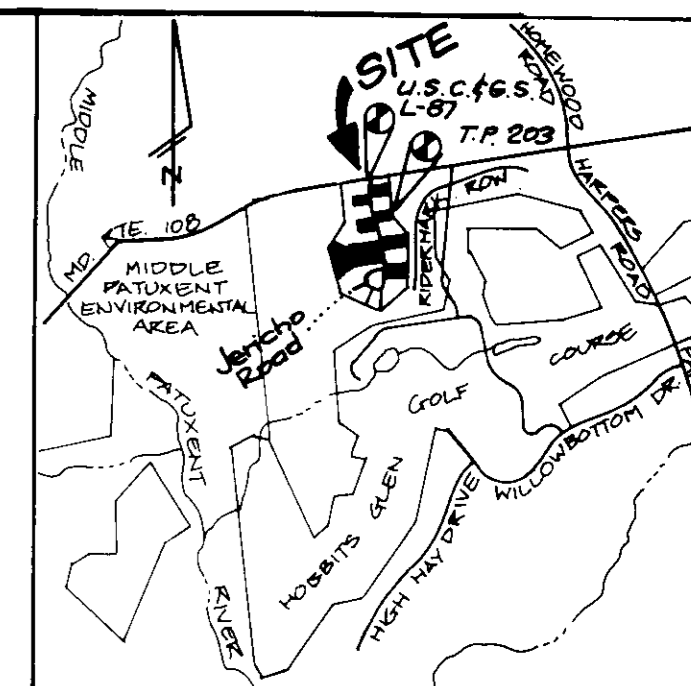 SITE
U.S.C.&G.S.
L-87
T.P. 203
HOMEWOOD
ROAD
MIDDLE
N
MD. RTE. 108
RIDERMARK ROW
HARPERS
ROAD
MIDDLE
PATUXENT
ENVIRONMENTAL
AREA
Jericho
Road
PATUXENT
RIVER
GOLF
COURSE
WILLOWBOTTOM DR.
HOBBITS GLEN
HIGH HAY DRIVE